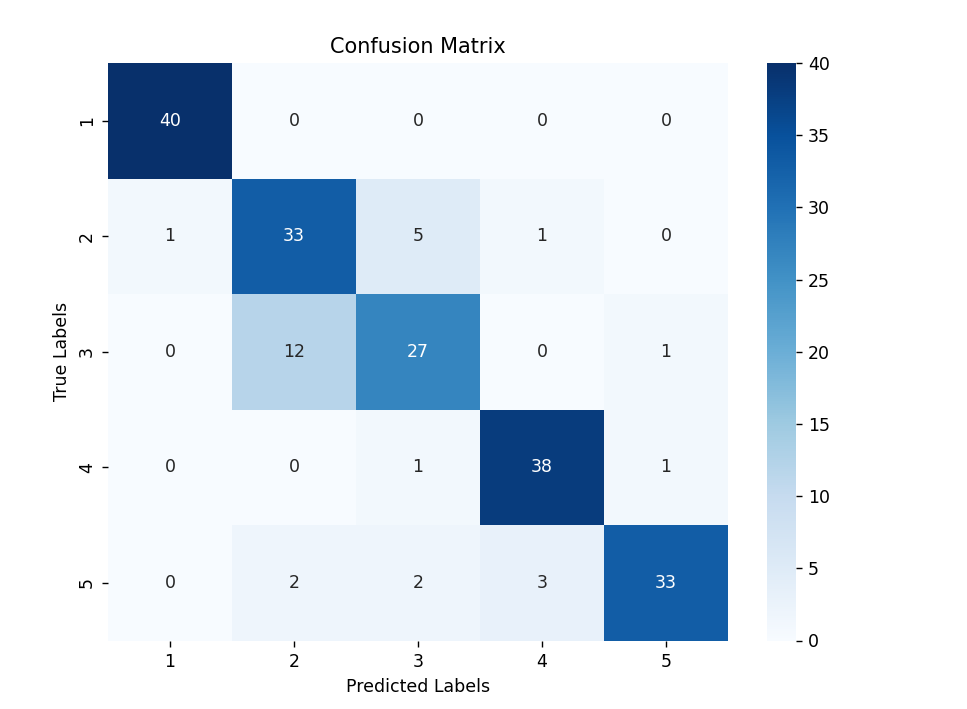 Confusion Matrix
1 40 0 0 0 0
2 1 33 5 1 0
3 0 12 27 0 1
4 0 0 1 38 1
5 0 2 2 3 33
1 2 3 4 5
Predicted Labels
True Labels
40
35
30
25
20
15
10
5
0